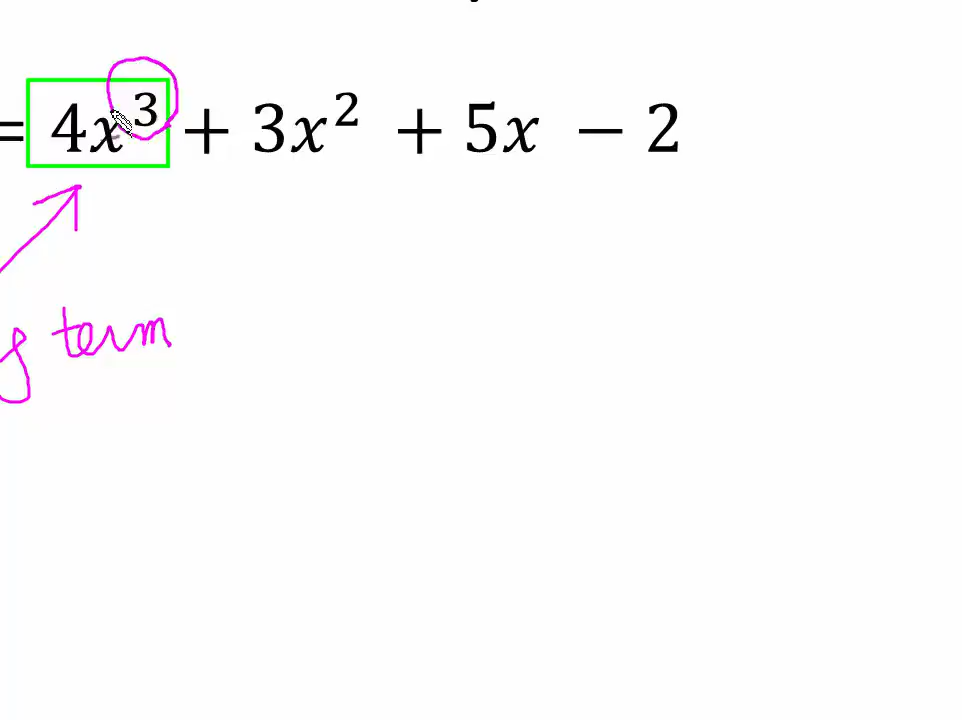 = 4x³ + 3x² + 5x − 2
term